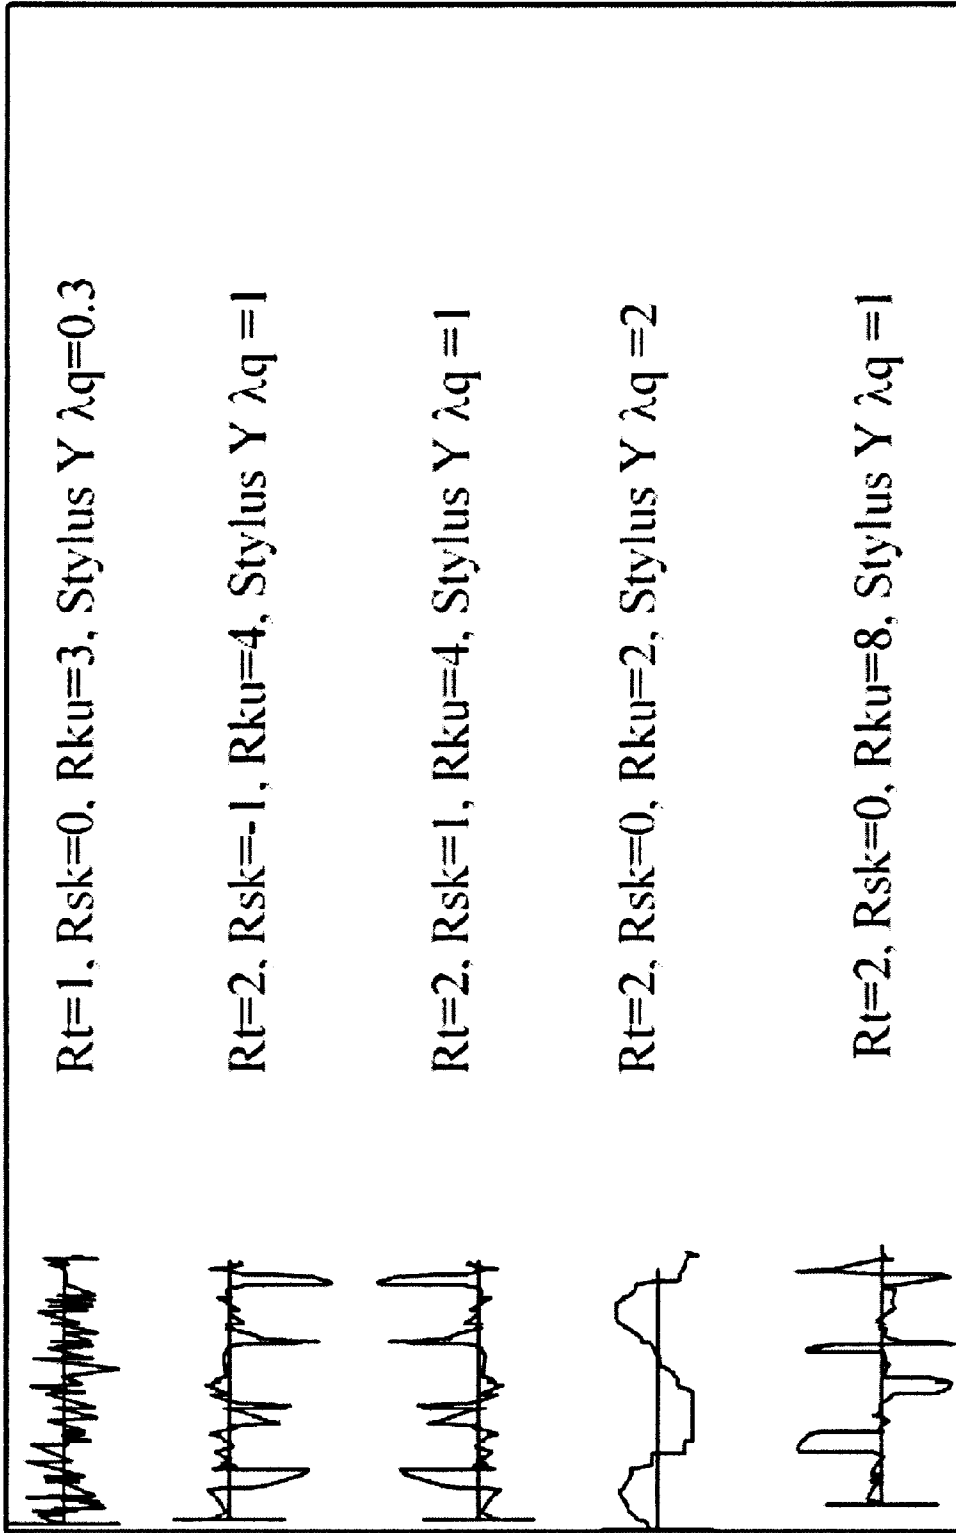 Rt=1, Rsk=0, Rku=3, Stylus Y λq=0.3
Rt=2, Rsk=-1, Rku=4, Stylus Y λq =1
Rt=2, Rsk=1, Rku=4, Stylus Y λq =1
Rt=2, Rsk=0, Rku=2, Stylus Y λq =2
Rt=2, Rsk=0, Rku=8, Stylus Y λq =1